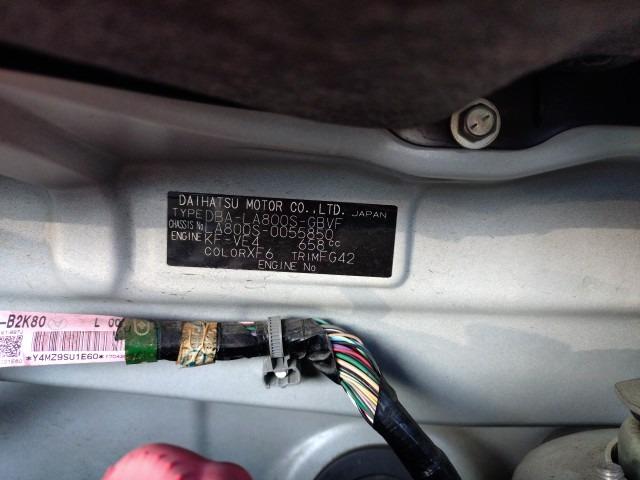 DAIHATSU MOTOR CO.,LTD. JAPAN
TYPE DBA-LA800S-GBVF
CHASSIS No LA800S-0055850
ENGINE KF-VE4 658cc
COLOR XF6 TRIM FG42
ENGINE No
-B2K80 L
*Y4MZ9SU1E60*